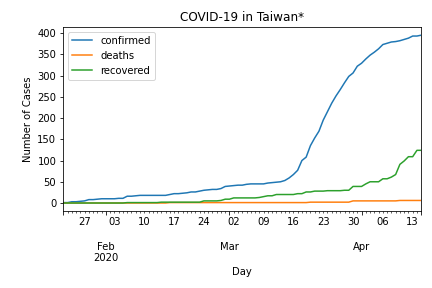 COVID-19 in Taiwan*
confirmed
deaths
recovered
Number of Cases
400
350
300
250
200
150
100
50
0
27 03 10 17 24 02 09 16 23 30 06 13
Feb Mar Apr
2020
Day